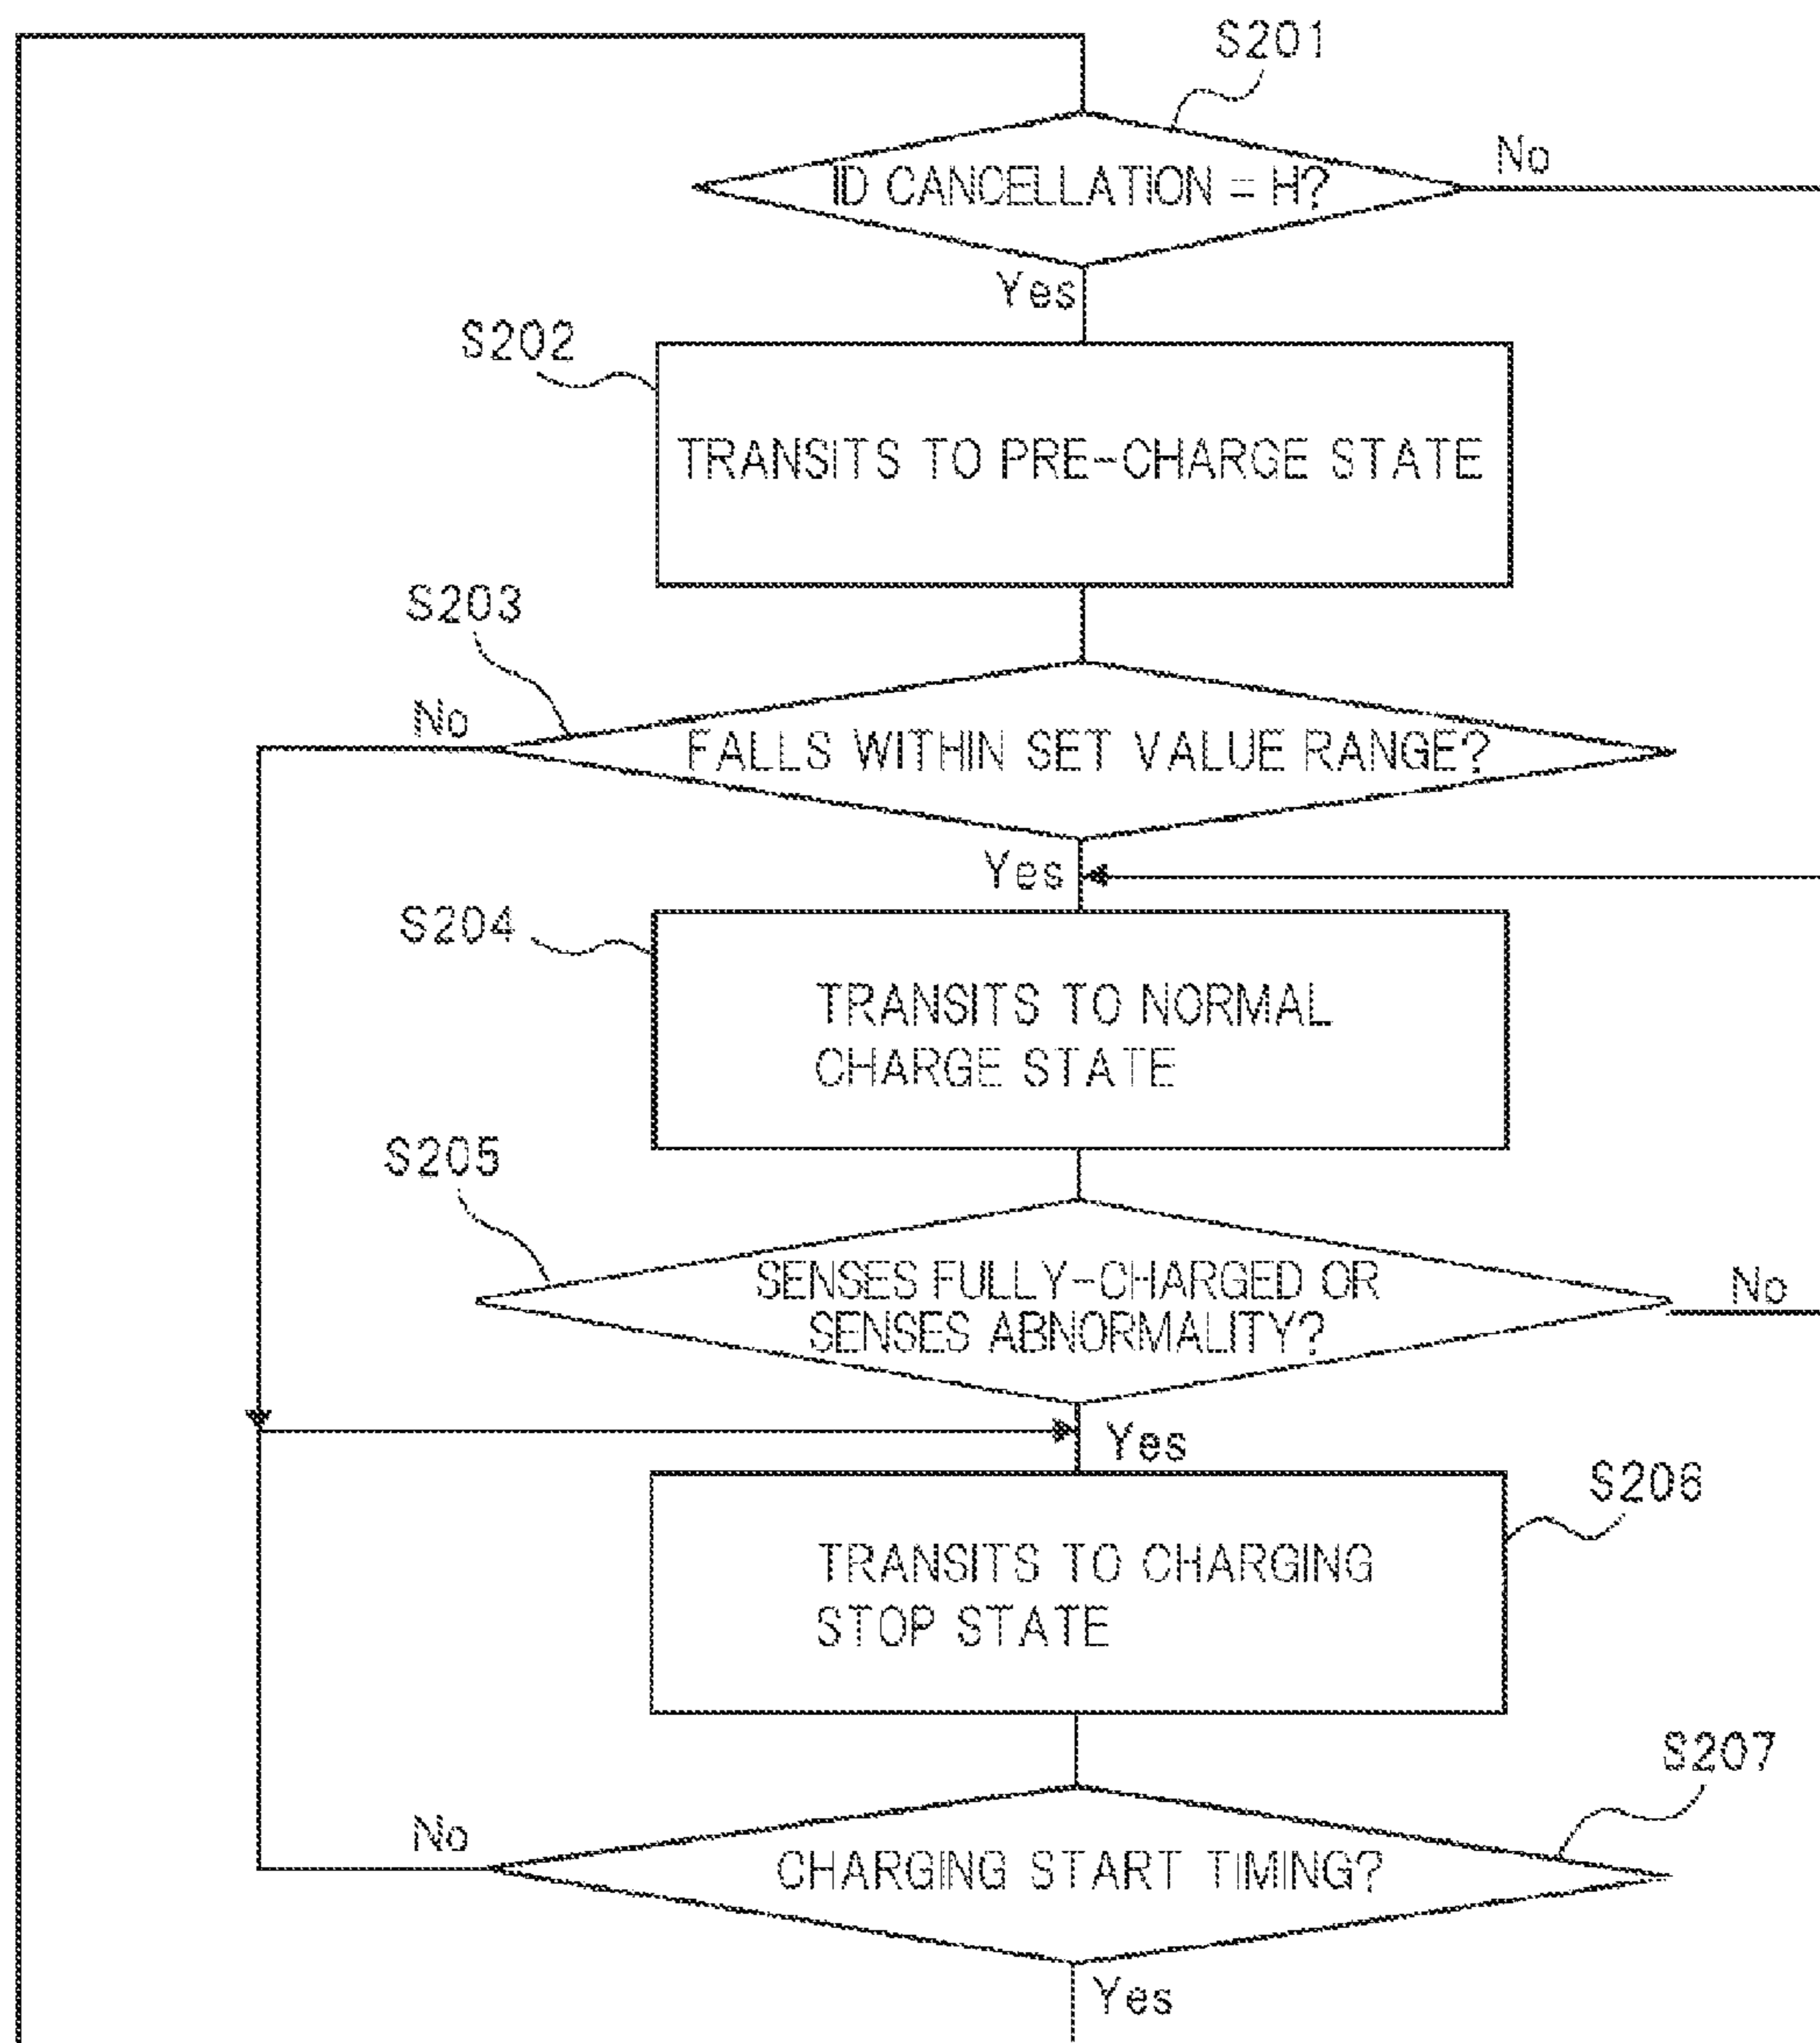 S201
ID CANCELLATION = H?
No
Yes
S202
TRANSITS TO PRE-CHARGE STATE
S203
No
FALLS WITHIN SET VALUE RANGE?
Yes
S204
TRANSITS TO NORMAL
CHARGE STATE
S205
SENSES FULLY-CHARGED OR
SENSES ABNORMALITY?
No
Yes
S206
TRANSITS TO CHARGING
STOP STATE
S207
No
CHARGING START TIMING?
Yes